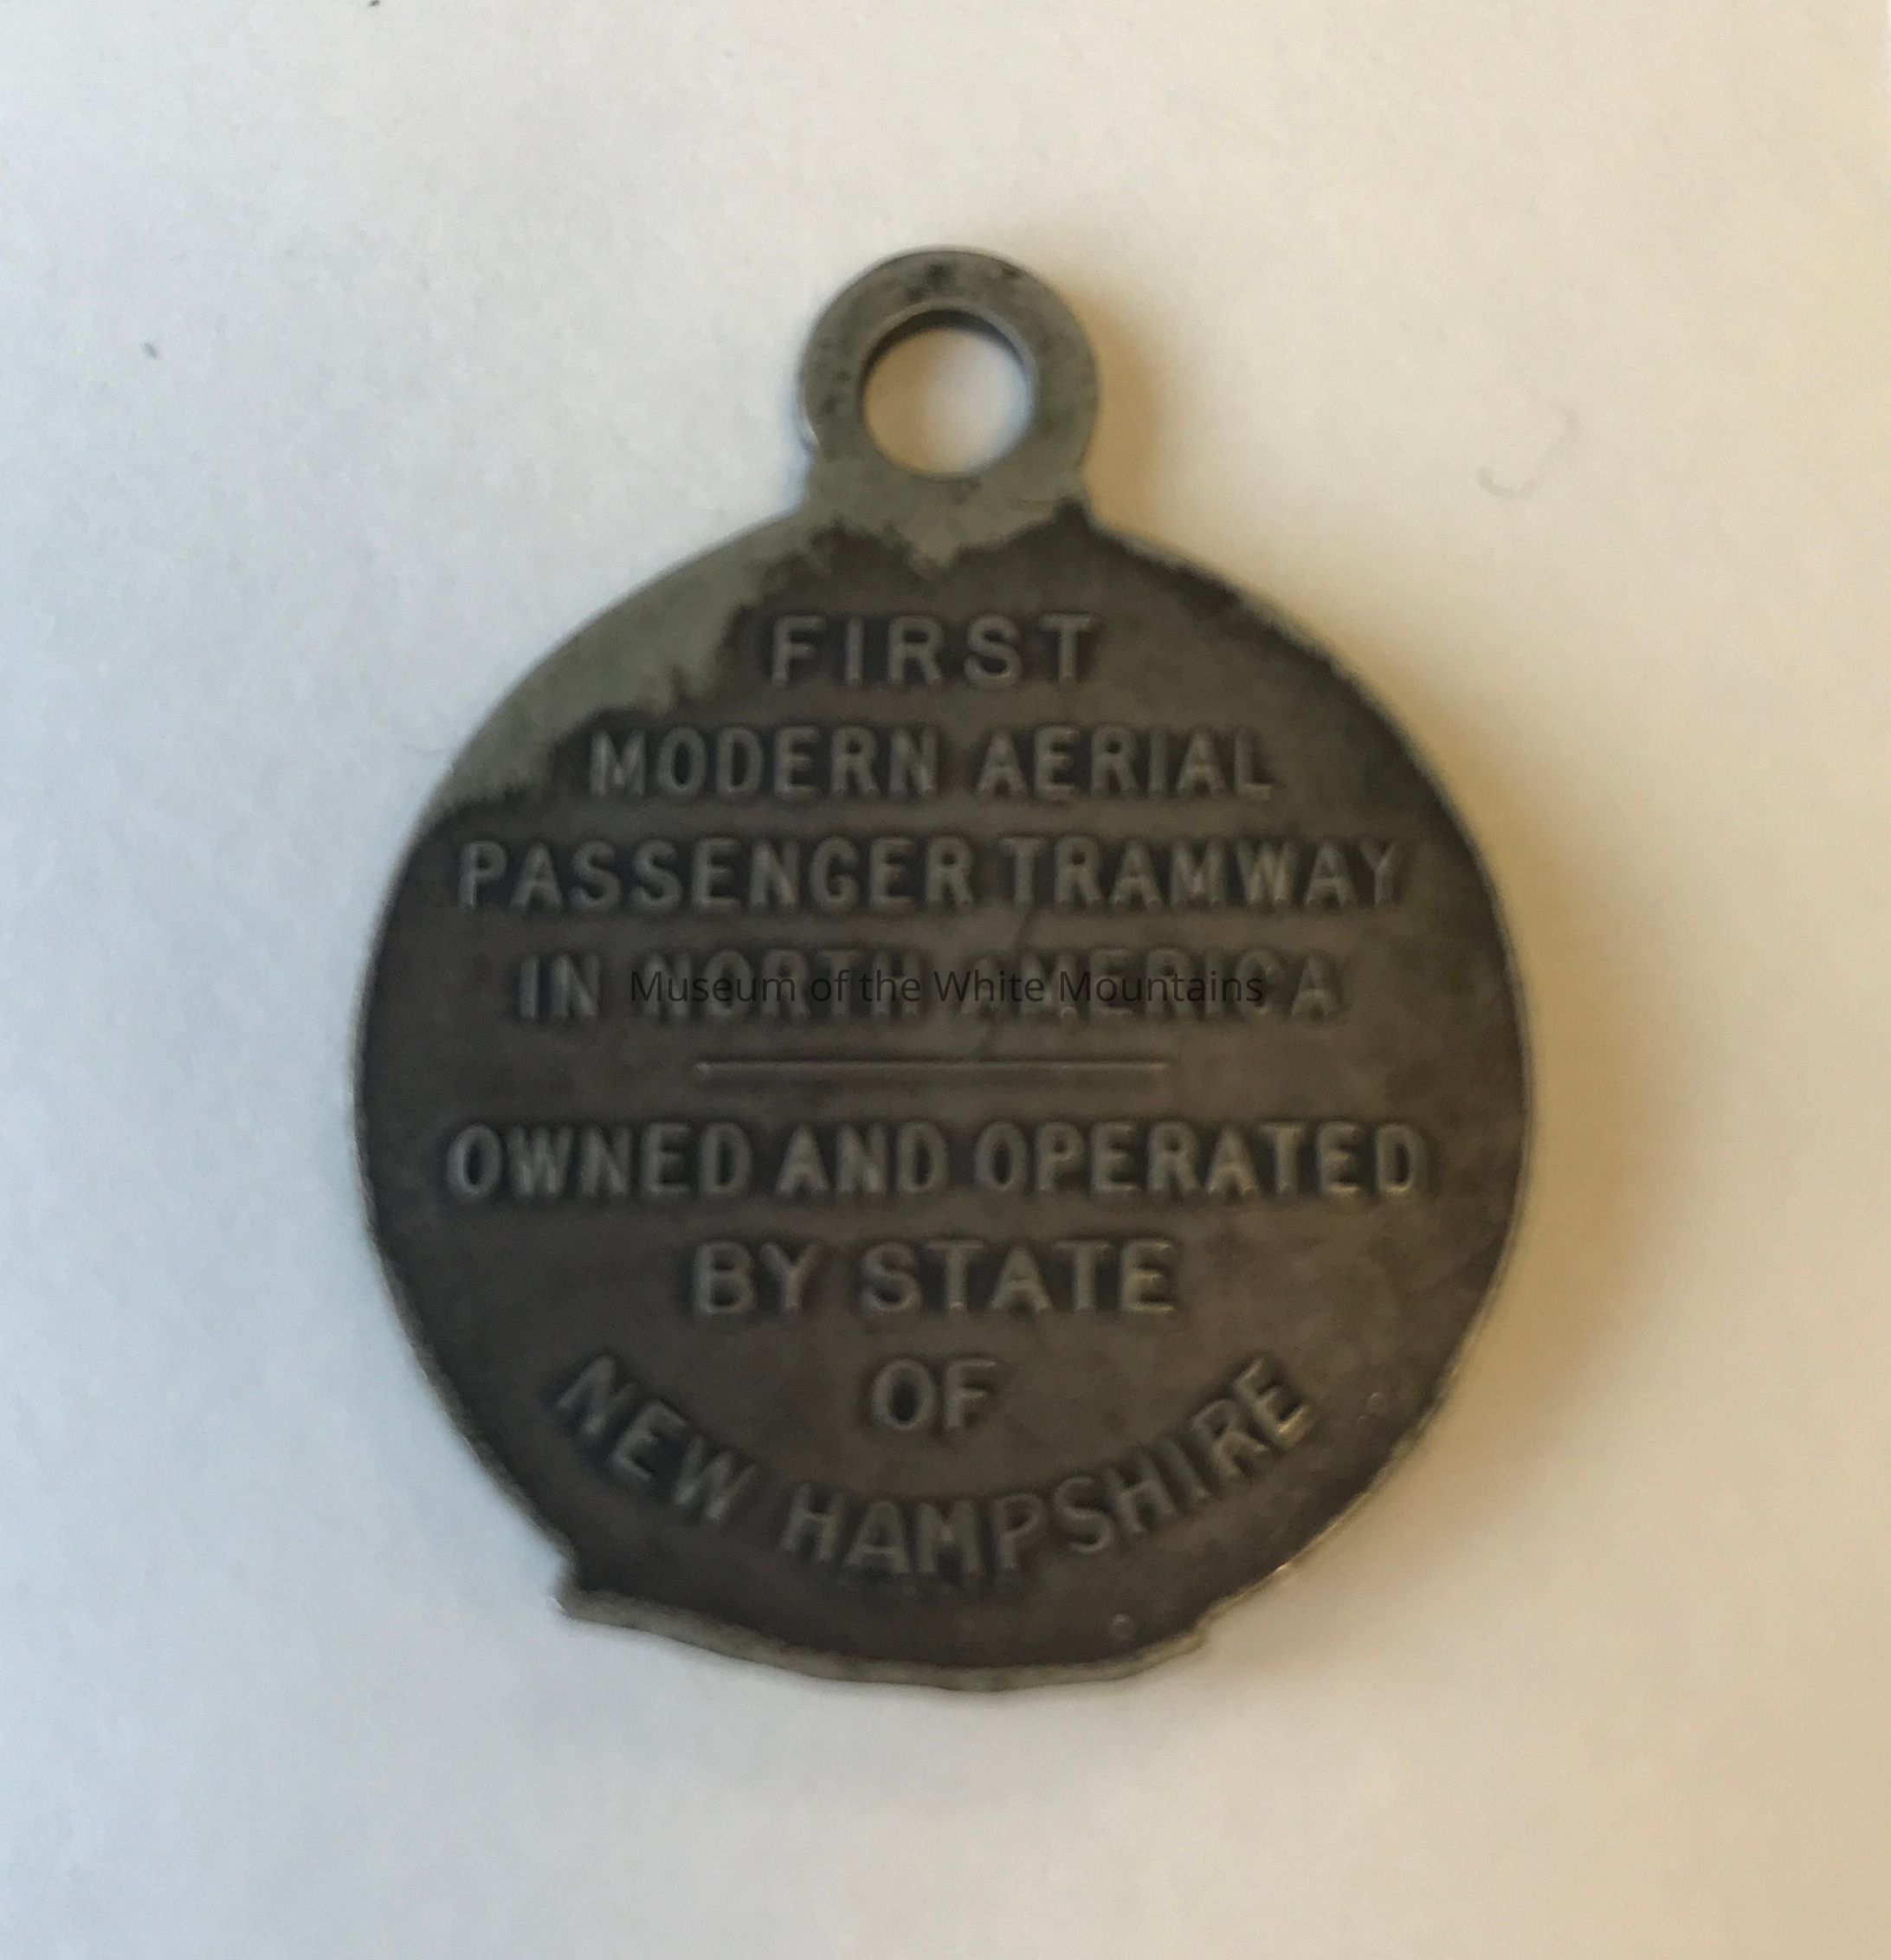 FIRST
MODERN AERIAL
PASSENGER TRAMWAY
IN NORTH AMERICA
Museum of the White Mountains
OWNED AND OPERATED
BY STATE
OF
NEW HAMPSHIRE